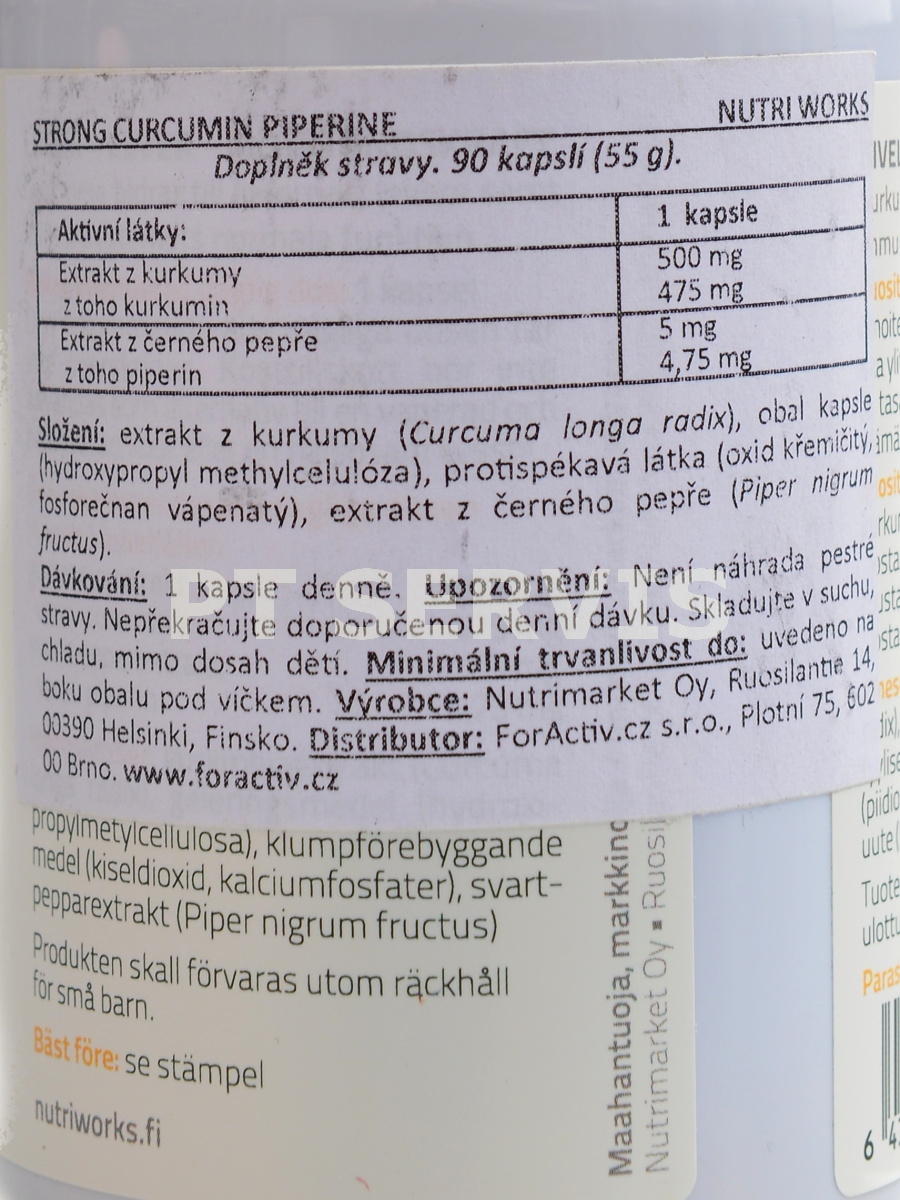 STRONG CURCUMIN PIPERINE NUTRI WORKS
Doplněk stravy. 90 kapslí (55 g).
Aktivní látky: 1 kapsle
Extrakt z kurkumy 500 mg
z toho kurkumin 475 mg
Extrakt z černého pepře 5 mg
z toho piperin 4,75 mg
Složení: extrakt z kurkumy (Curcuma longa radix), obal kapsle
(hydroxypropyl methylcelulóza), protispékavá látka (oxid křemičitý,
fosforečnan vápenatý), extrakt z černého pepře (Piper nigrum
fructus).
Dávkování: 1 kapsle denně. Upozornění: Není náhrada pestré
stravy. Nepřekračujte doporučenou denní dávku. Skladujte v suchu,
chladu, mimo dosah dětí. Minimální trvanlivost do: uvedeno na
boku obalu pod víčkem. Výrobce: Nutrimarket Oy, Ruosilantie 14,
00390 Helsinki, Finsko. Distributor: ForActiv.cz s.r.o., Plotní 75, 602
00 Brno. www.foractiv.cz
PT SERVIS
propylmetylcellulosa), klumpförebyggande
medel (kiseldioxid, kalciumfosfater), svart-
pepparextrakt (Piper nigrum fructus)
Produkten skall förvaras utom räckhåll
för små barn.
Bäst före: se stämpel
nutriworks.fi
Maahantuoja,
Nutrimarket Oy ▪